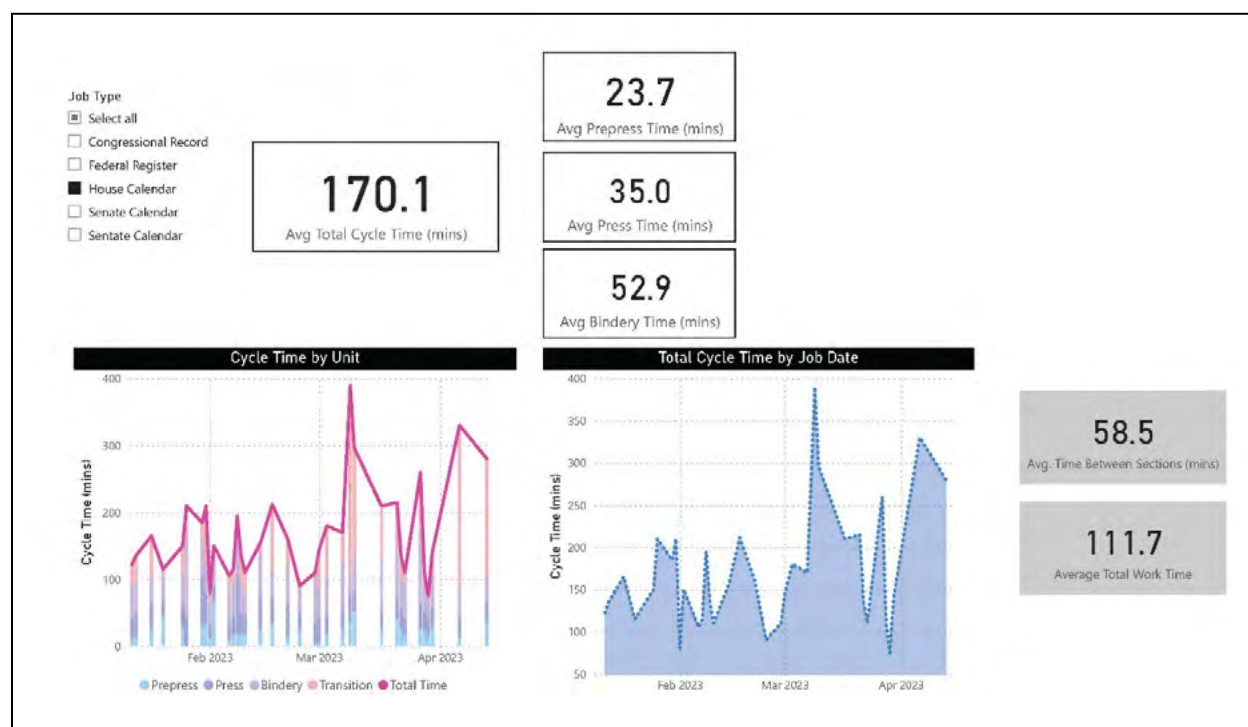 Job Type
Select all
Congressional Record
Federal Register
House Calendar
Senate Calendar
Sentate Calendar
170.1
Avg Total Cycle Time (mins)
23.7
Avg Prepress Time (mins)
35.0
Avg Press Time (mins)
52.9
Avg Bindery Time (mins)
Cycle Time by Unit
Cycle Time (mins)
400
300
200
100
0
Feb 2023 Mar 2023 Apr 2023
Prepress Press Bindery Transition Total Time
Total Cycle Time by Job Date
Cycle Time (mins)
400
350
300
250
200
150
100
50
Feb 2023 Mar 2023 Apr 2023
58.5
Avg. Time Between Sections (mins)
111.7
Average Total Work Time